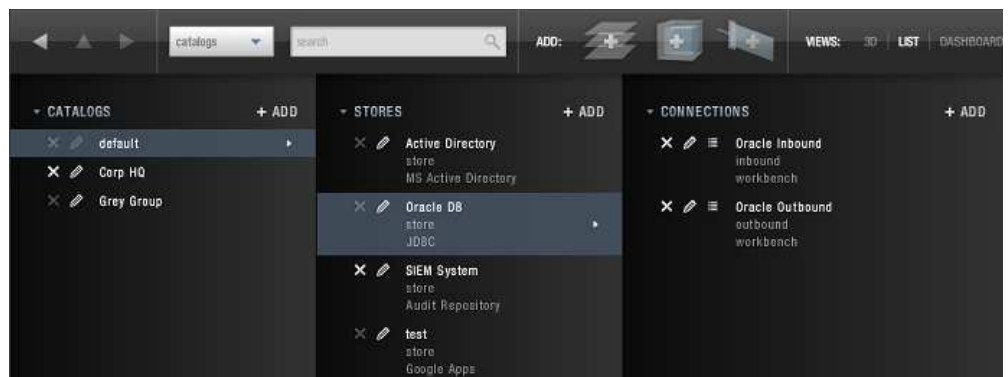 catalogs
search
ADD:
VIEWS: 3D LIST DASHBOARD
CATALOGS + ADD
default
Corp HQ
Grey Group
STORES + ADD
Active Directory
store
MS Active Directory
Oracle DB
store
JDBC
SIEM System
store
Audit Repository
test
store
Google Apps
CONNECTIONS + ADD
Oracle Inbound
inbound
workbench
Oracle Outbound
outbound
workbench